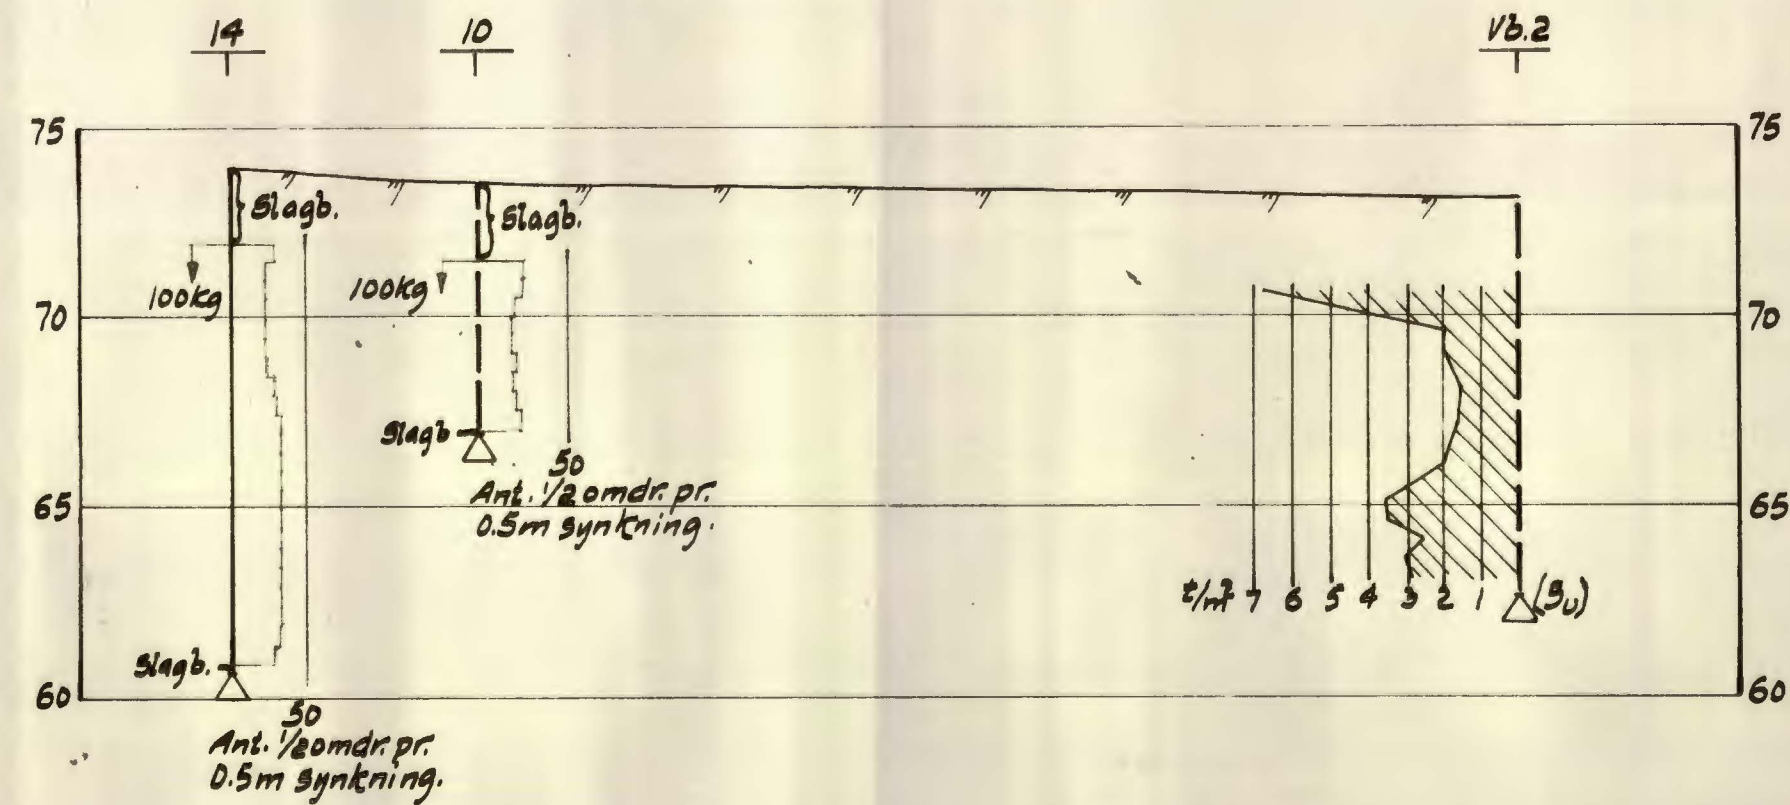 14
10
Vb.2
75
75
Slagb.
Slagb.
100kg
100kg
70
70
Slagb
50
Ant. 1/2 omdr. pr.
0.5m synkning.
65
65
t/m² 7 6 5 4 3 2 1 (Su)
Slagb.
60
60
50
Ant. 1/2 omdr. pr.
0.5m synkning.